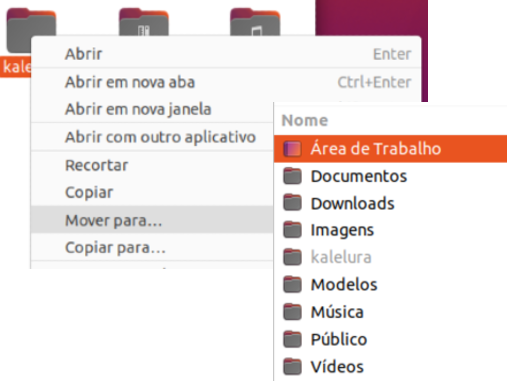 kale
Abrir Enter
Abrir em nova aba Ctrl+Enter
Abrir em nova janela
Abrir com outro aplicativo
Recortar
Copiar
Mover para...
Copiar para...
Nome
Área de Trabalho
Documentos
Downloads
Imagens
kalelura
Modelos
Música
Público
Vídeos